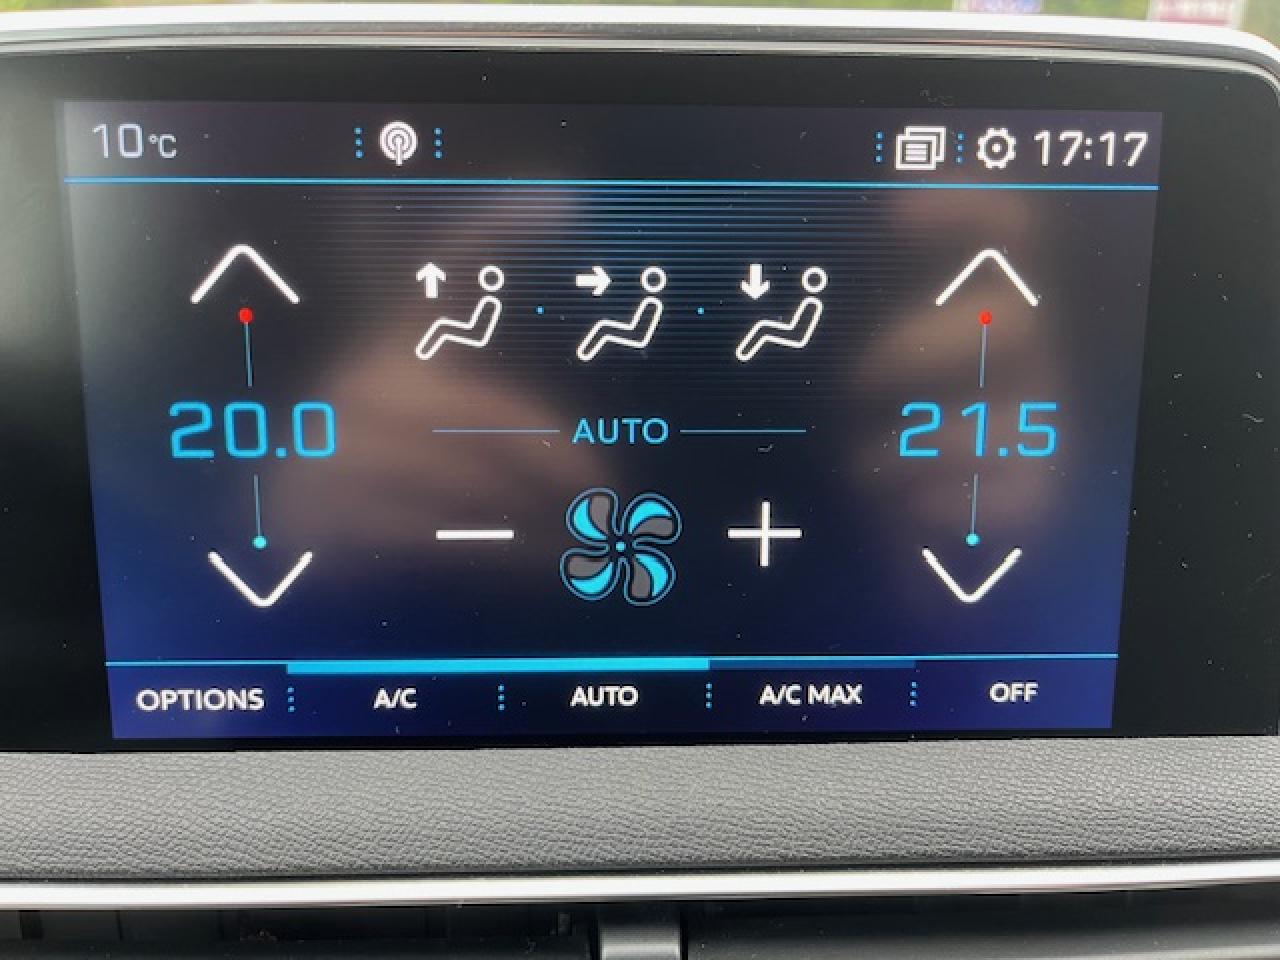 10°C 17:17
20.0 AUTO 21.5
OPTIONS A/C AUTO A/C MAX OFF